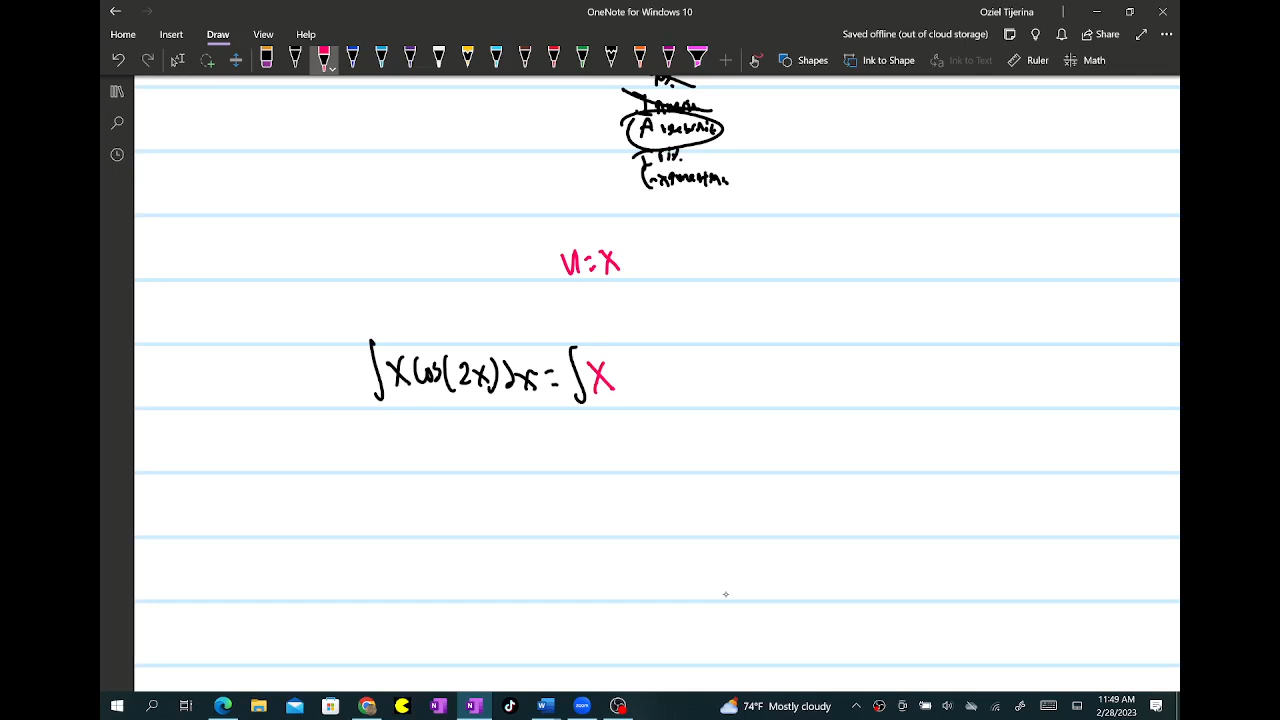 OneNote for Windows 10
Oziel Tijerina
Home Insert Draw View Help
Saved offline (out of cloud storage)
Share
Shapes
Ink to Shape
Ink to Text
Ruler
Math
u=x
∫x cos(2x)dx=∫x
74°F Mostly cloudy
11:49 AM
2/28/2023